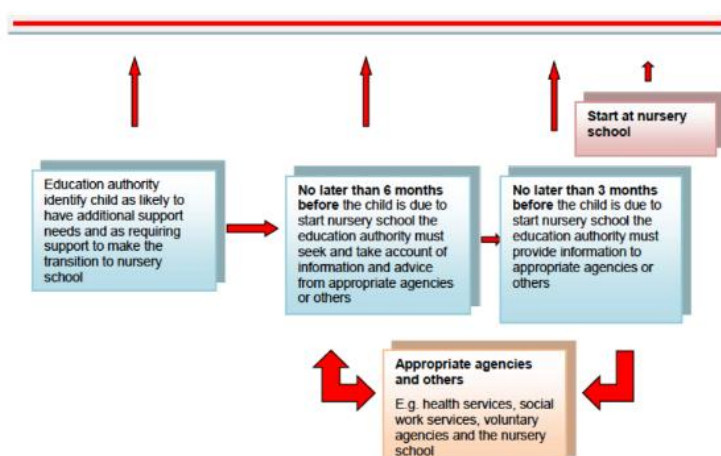 Start at nursery
school
Education authority
identify child as likely to
have additional support
needs and as requiring
support to make the
transition to nursery
school
No later than 6 months
before the child is due to
start nursery school the
education authority must
seek and take account of
information and advice
from appropriate agencies
or others
No later than 3 months
before the child is due to
start nursery school the
education authority must
provide information to
appropriate agencies or
others
Appropriate agencies
and others
E.g. health services, social
work services, voluntary
agencies and the nursery
school